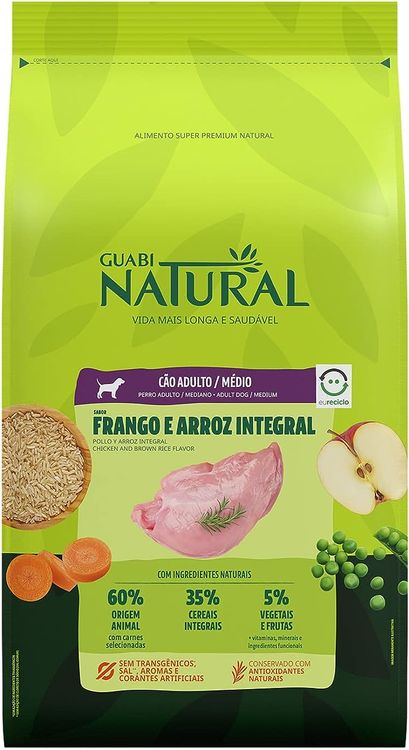 CORTE AQUI
ALIMENTO SUPER PREMIUM NATURAL
GUABI
NATURAL
VIDA MAIS LONGA E SAUDÁVEL
CÃO ADULTO / MÉDIO
PERRO ADULTO / MEDIANO • ADULT DOG / MEDIUM
eureciclo
SABOR
FRANGO E ARROZ INTEGRAL
POLLO Y ARROZ INTEGRAL
CHICKEN AND BROWN RICE FLAVOR
COM INGREDIENTES NATURAIS
60% 35% 5%
ORIGEM CEREAIS VEGETAIS
ANIMAL INTEGRAIS E FRUTAS
com carnes + vitaminas, minerais e
selecionadas ingredientes funcionais
SEM TRANSGÊNICOS, CONSERVADO COM
SAL**, AROMAS E ANTIOXIDANTES
CORANTES ARTIFICIAIS NATURAIS